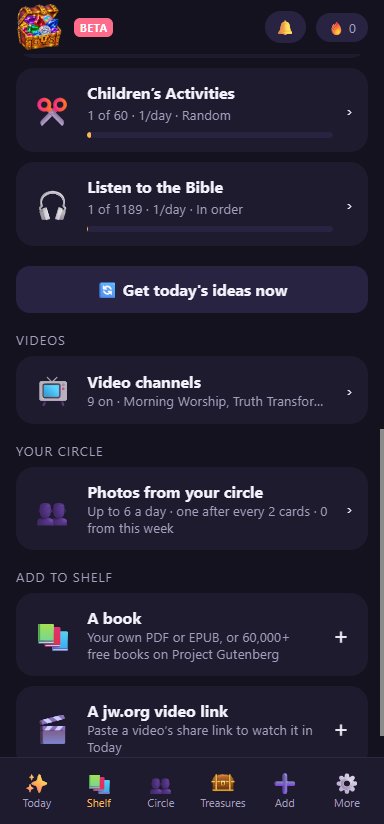 BETA
0
Children's Activities
1 of 60 · 1/day · Random
Listen to the Bible
1 of 1189 · 1/day · In order
Get today's ideas now
VIDEOS
Video channels
9 on · Morning Worship, Truth Transfor...
YOUR CIRCLE
Photos from your circle
Up to 6 a day · one after every 2 cards · 0
from this week
ADD TO SHELF
A book
Your own PDF or EPUB, or 60,000+
free books on Project Gutenberg
A jw.org video link
Paste a video's share link to watch it in
Today
Today
Shelf
Circle
Treasures
Add
More